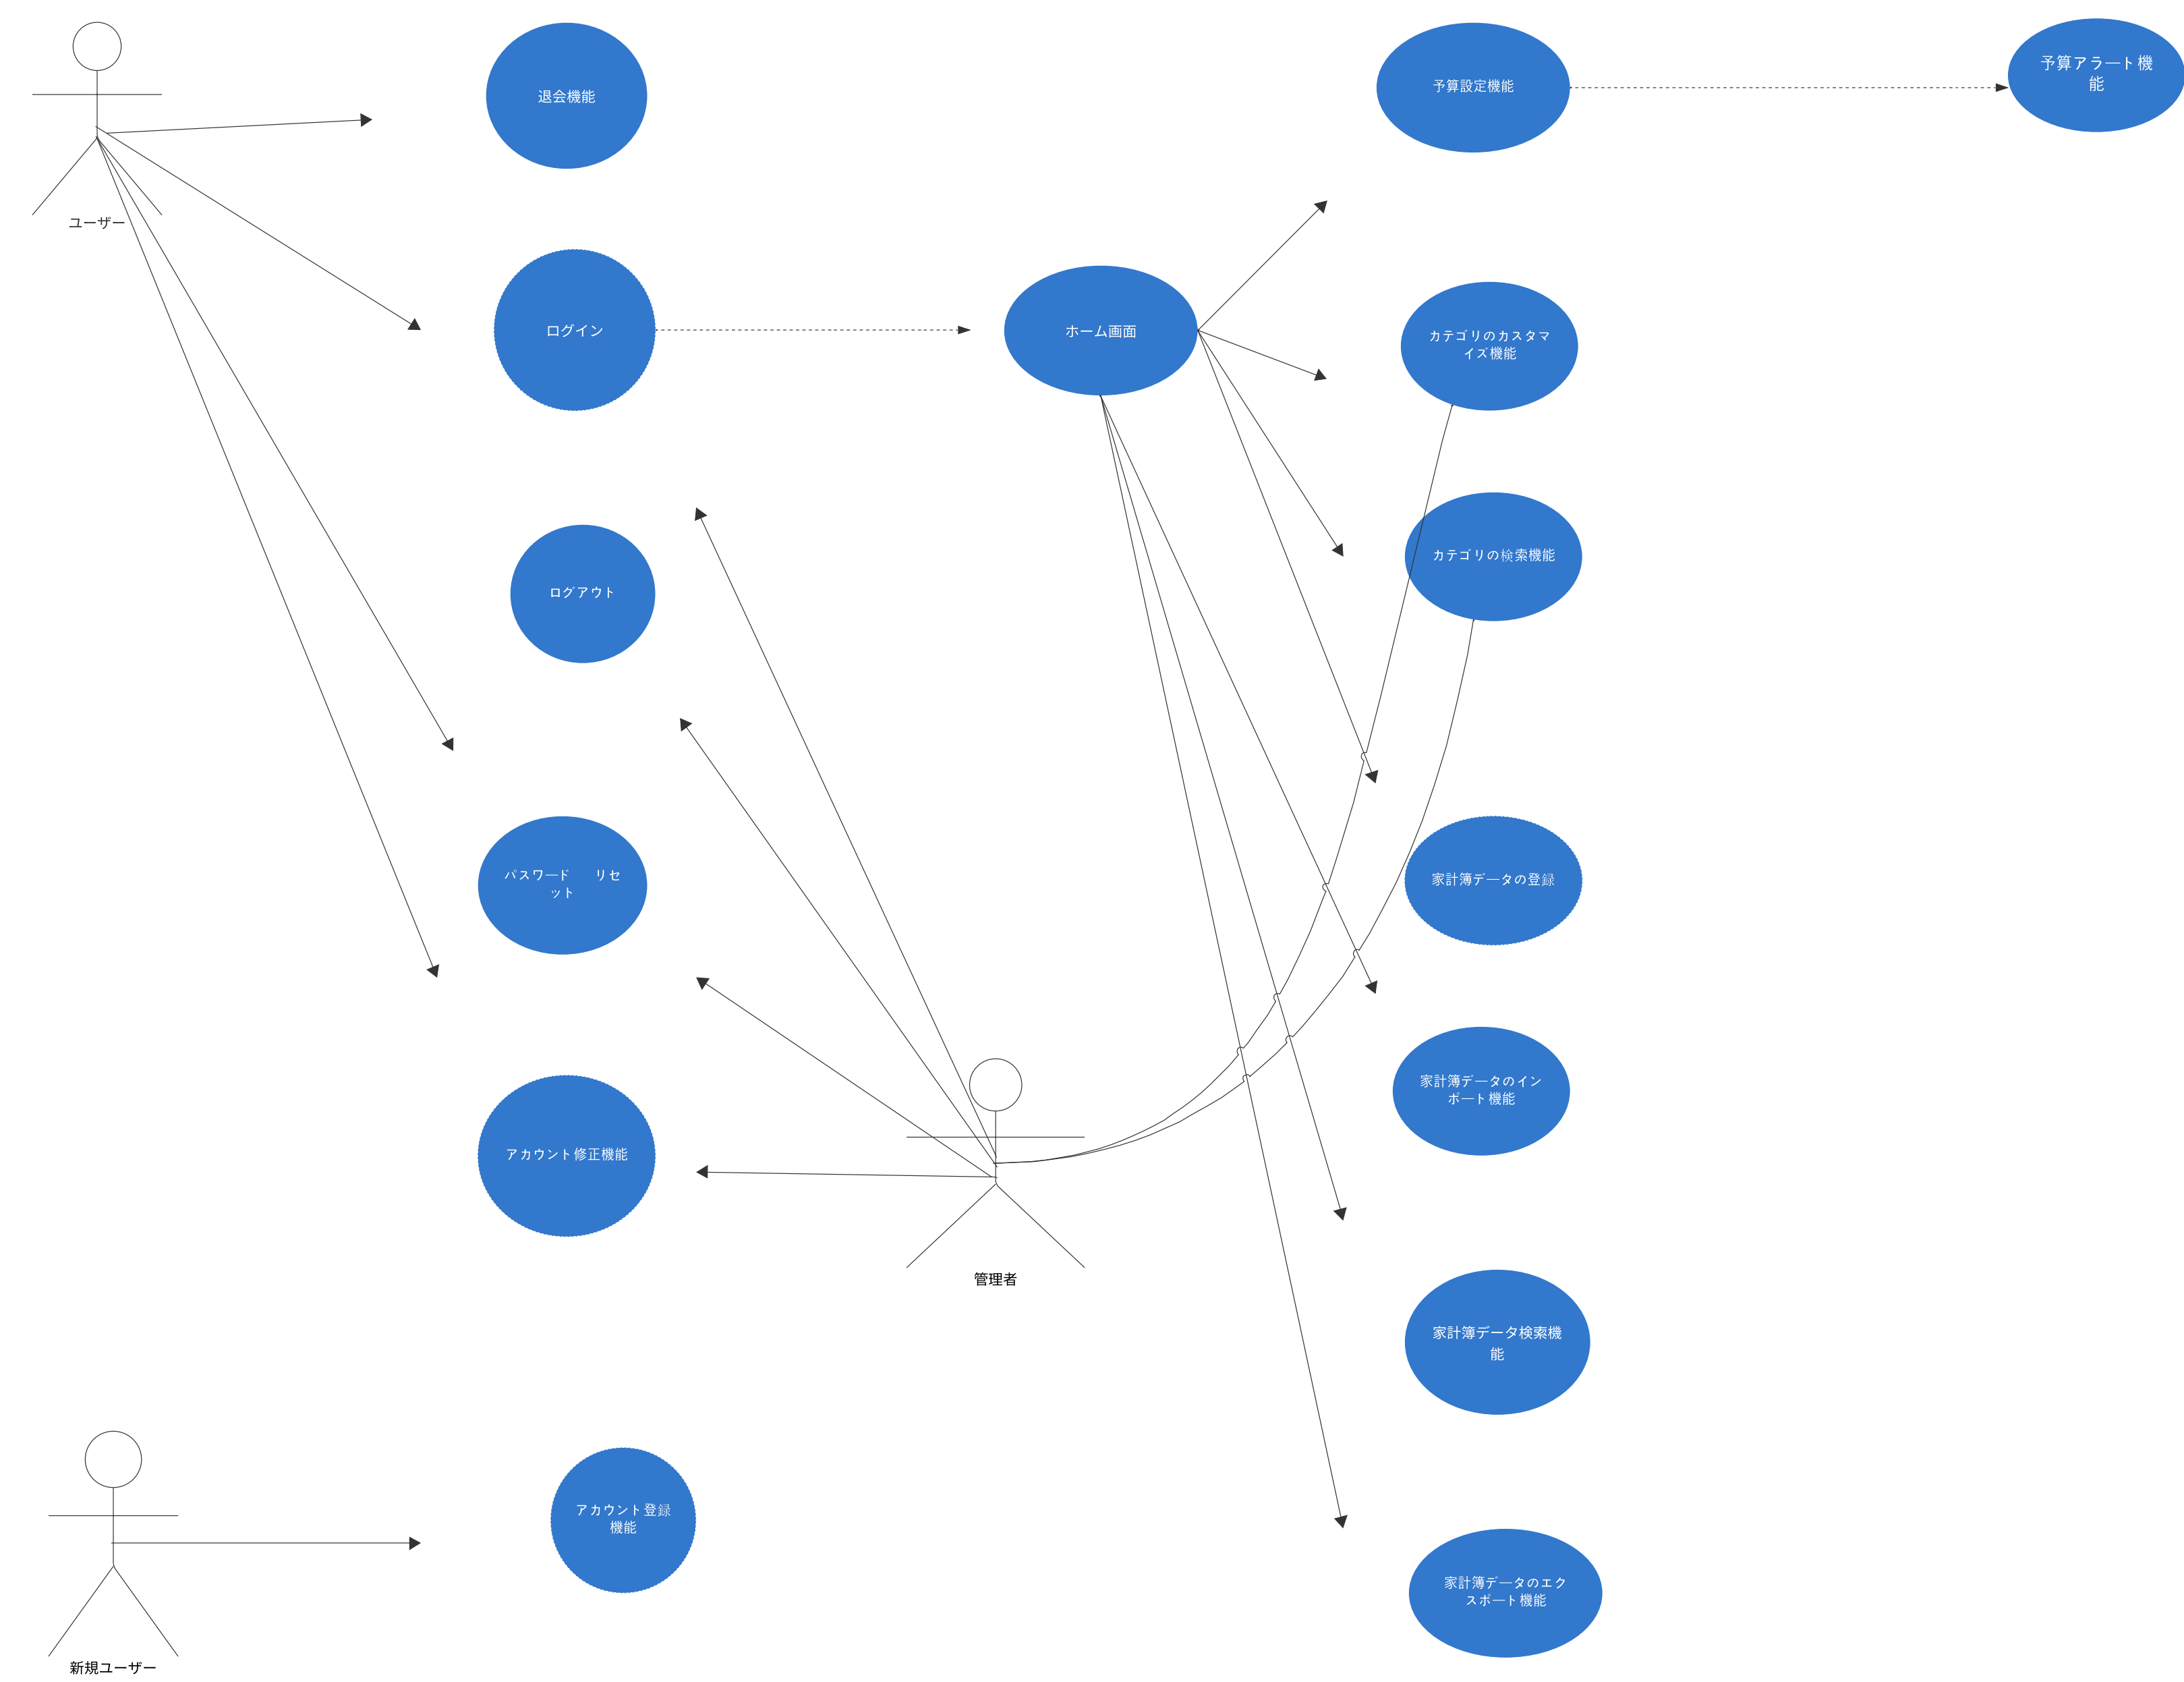 退会機能
予算設定機能
予算アラート機
能
ユーザー
ログイン
ホーム画面
カテゴリのカスタマ
イズ機能
カテゴリの検索機能
ログアウト
パスワード　リセ
ット
家計簿データの登録
家計簿データのイン
ポート機能
アカウント修正機能
管理者
家計簿データ検索機
能
アカウント登録
機能
家計簿データのエク
スポート機能
新規ユーザー